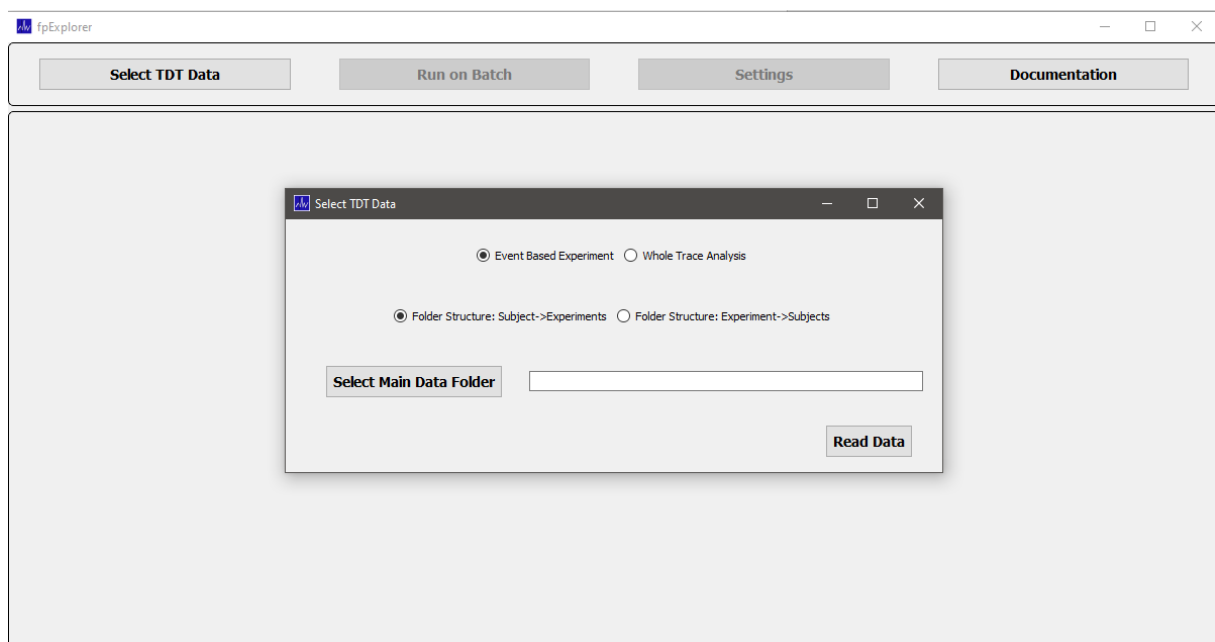 fpExplorer
Select TDT Data Run on Batch Settings Documentation
Select TDT Data
Event Based Experiment Whole Trace Analysis
Folder Structure: Subject->Experiments Folder Structure: Experiment->Subjects
Select Main Data Folder
Read Data